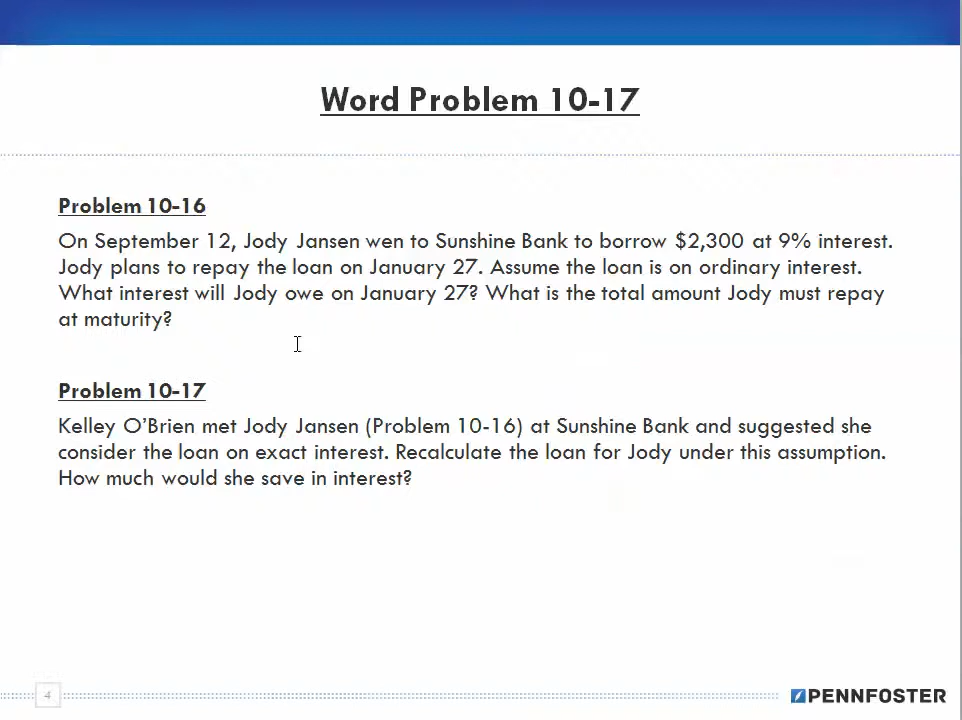 Word Problem 10-17
Problem 10-16
On September 12, Jody Jansen wen to Sunshine Bank to borrow $2,300 at 9% interest.
Jody plans to repay the loan on January 27. Assume the loan is on ordinary interest.
What interest will Jody owe on January 27? What is the total amount Jody must repay
at maturity?
Problem 10-17
Kelley O'Brien met Jody Jansen (Problem 10-16) at Sunshine Bank and suggested she
consider the loan on exact interest. Recalculate the loan for Jody under this assumption.
How much would she save in interest?
4
PENNFOSTER